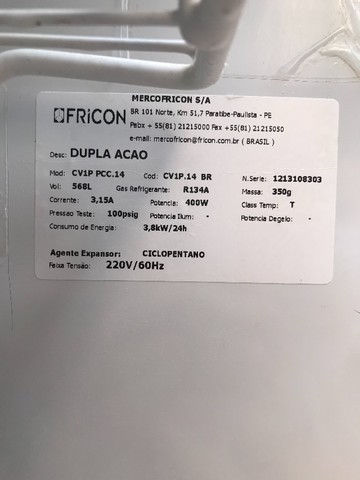 MERCOFRICON S/A
FRICON
BR 101 Norte, Km 51,7 Paratibe-Paulista - PE
Pabx + 55(81) 21215000 Fax +55(81) 21215050
e-mail: mercofricon@fricon.com.br ( BRASIL )
Desc: DUPLA ACAO
Mod: CV1P PCC.14 Cod: CV1P.14 BR N.Serie: 1213108303
Vol: 568L Gas Refrigerante: R134A Massa: 350g
Corrente: 3,15A Potencia: 400W Class Temp: T
Pressao Teste: 100psig Potencia Ilum: - Potencia Degelo: -
Consumo de Energia: 3,8kW/24h
Agente Expansor: CICLOPENTANO
Faixa Tensão: 220V/60Hz